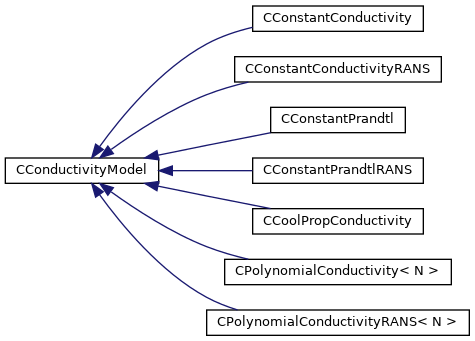 CConstantConductivity
CConstantConductivityRANS
CConstantPrandtl
CConductivityModel
CConstantPrandtlRANS
CCoolPropConductivity
CPolynomialConductivity< N >
CPolynomialConductivityRANS< N >